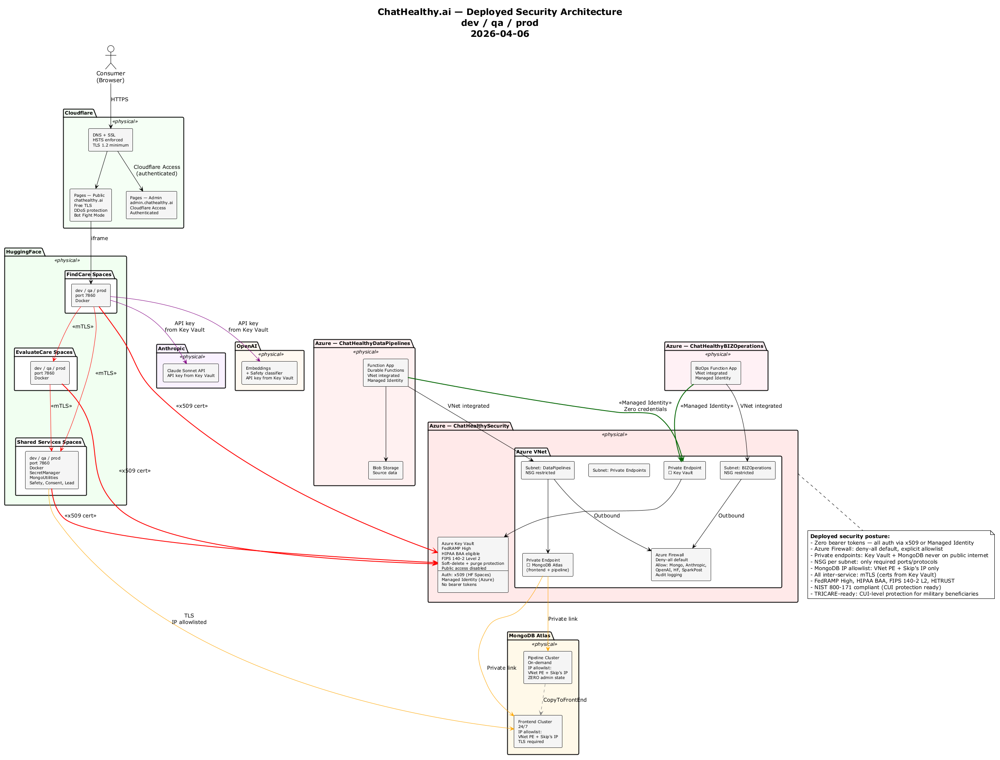 ChatHealthy.ai — Deployed Security Architecture
dev / qa / prod
2026-04-06
Consumer
(Browser)
HTTPS
Cloudflare
«physical»
DNS + SSL
HSTS enforced
TLS 1.2 minimum
Cloudflare Access
(authenticated)
Pages — Public
chathealthy.ai
Free TLS
DDoS protection
Bot Fight Mode
Pages — Admin
admin.chathealthy.ai
Cloudflare Access
Authenticated
iframe
HuggingFace
«physical»
FindCare Spaces
dev / qa / prod
port 7860
Docker
«mTLS»
API key
from Key Vault
API key
from Key Vault
EvaluateCare Spaces
dev / qa / prod
port 7860
Docker
«mTLS»
«mTLS»
Anthropic
«physical»
Claude Sonnet API
API key from Key Vault
OpenAI
«physical»
Embeddings
+ Safety classifier
API key from Key Vault
Azure — ChatHealthyDataPipelines
«physical»
Function App
Durable Functions
VNet integrated
Managed Identity
Azure — ChatHealthyBIZOperations
«physical»
BizOps Function App
VNet integrated
Managed Identity
«x509 cert»
VNet integrated
«Managed Identity»
Zero credentials
«Managed Identity»
VNet integrated
Shared Services Spaces
dev / qa / prod
port 7860
Docker
SecretManager
MongoUtilities
Safety, Consent, Lead
«x509 cert»
«x509 cert»
Blob Storage
Source data
Azure — ChatHealthySecurity
«physical»
Azure VNet
Subnet: DataPipelines
NSG restricted
Subnet: Private Endpoints
Private Endpoint
□ Key Vault
Subnet: BIZOperations
NSG restricted
Outbound
Outbound
Azure Key Vault
FedRAMP High
HIPAA BAA eligible
FIPS 140-2 Level 2
Soft-delete + purge protection
Public access disabled
Auth: x509 (HF Spaces)
Managed Identity (Azure)
No bearer tokens
Private Endpoint
□ MongoDB Atlas
(frontend + pipeline)
Azure Firewall
Deny-all default
Allow: Mongo, Anthropic,
OpenAI, HF, SparkPost
Audit logging
Deployed security posture:
- Zero bearer tokens — all auth via x509 or Managed Identity
- Azure Firewall: deny-all default, explicit allowlist
- Private endpoints: Key Vault + MongoDB never on public internet
- NSG per subnet: only required ports/protocols
- MongoDB IP allowlist: VNet PE + Skip's IP only
- All inter-service: mTLS (certs from Key Vault)
- FedRAMP High, HIPAA BAA, FIPS 140-2 L2, HITRUST
- NIST 800-171 compliant (CUI protection ready)
- TRICARE-ready: CUI-level protection for military beneficiaries
TLS
IP allowlisted
Private link
Private link
MongoDB Atlas
«physical»
Pipeline Cluster
On-demand
IP allowlist:
VNet PE + Skip's IP
ZERO admin state
CopyToFrontEnd
Frontend Cluster
24/7
IP allowlist:
VNet PE + Skip's IP
TLS required